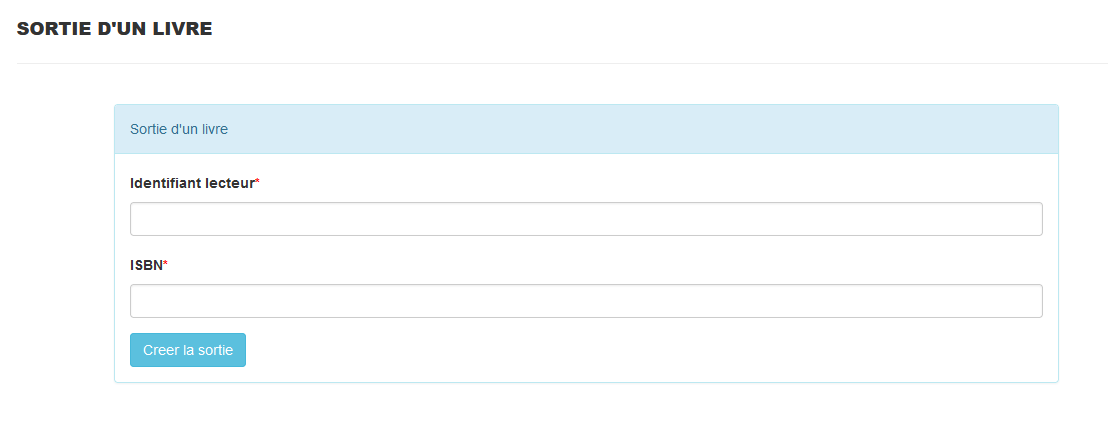 SORTIE D'UN LIVRE
Sortie d'un livre
Identifiant lecteur*
ISBN*
Creer la sortie